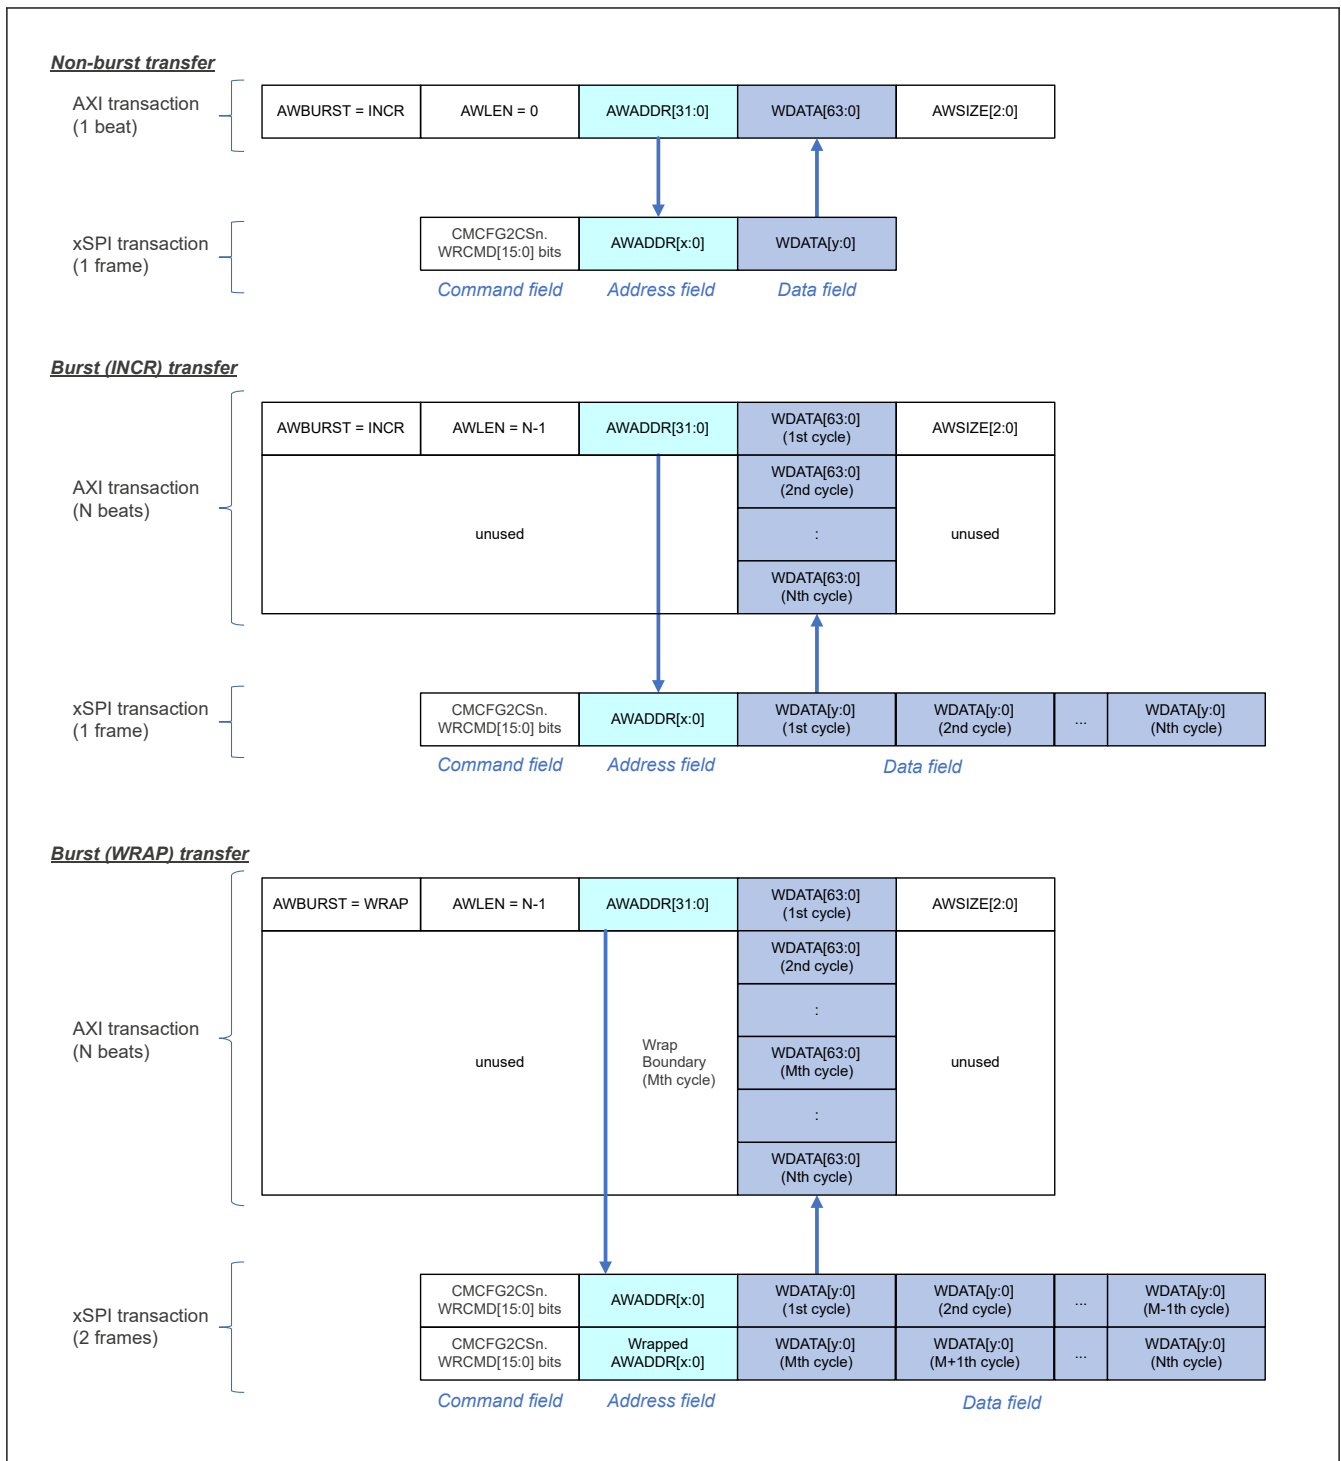 Non-burst transfer
AXI transaction
(1 beat)
AWBURST = INCR
AWLEN = 0
AWADDR[31:0]
WDATA[63:0]
AWSIZE[2:0]
xSPI transaction
(1 frame)
CMCFG2CSn.
WRCMD[15:0] bits
AWADDR[x:0]
WDATA[y:0]
Command field
Address field
Data field
Burst (INCR) transfer
AXI transaction
(N beats)
AWBURST = INCR
AWLEN = N-1
AWADDR[31:0]
WDATA[63:0]
(1st cycle)
AWSIZE[2:0]
WDATA[63:0]
(2nd cycle)
unused
:
unused
WDATA[63:0]
(Nth cycle)
xSPI transaction
(1 frame)
CMCFG2CSn.
WRCMD[15:0] bits
AWADDR[x:0]
WDATA[y:0]
(1st cycle)
WDATA[y:0]
(2nd cycle)
...
WDATA[y:0]
(Nth cycle)
Command field
Address field
Data field
Burst (WRAP) transfer
AXI transaction
(N beats)
AWBURST = WRAP
AWLEN = N-1
AWADDR[31:0]
WDATA[63:0]
(1st cycle)
AWSIZE[2:0]
WDATA[63:0]
(2nd cycle)
:
unused
Wrap
Boundary
(Mth cycle)
WDATA[63:0]
(Mth cycle)
unused
:
WDATA[63:0]
(Nth cycle)
xSPI transaction
(2 frames)
CMCFG2CSn.
WRCMD[15:0] bits
AWADDR[x:0]
WDATA[y:0]
(1st cycle)
WDATA[y:0]
(2nd cycle)
...
WDATA[y:0]
(M-1th cycle)
CMCFG2CSn.
WRCMD[15:0] bits
Wrapped
AWADDR[x:0]
WDATA[y:0]
(Mth cycle)
WDATA[y:0]
(M+1th cycle)
...
WDATA[y:0]
(Nth cycle)
Command field
Address field
Data field